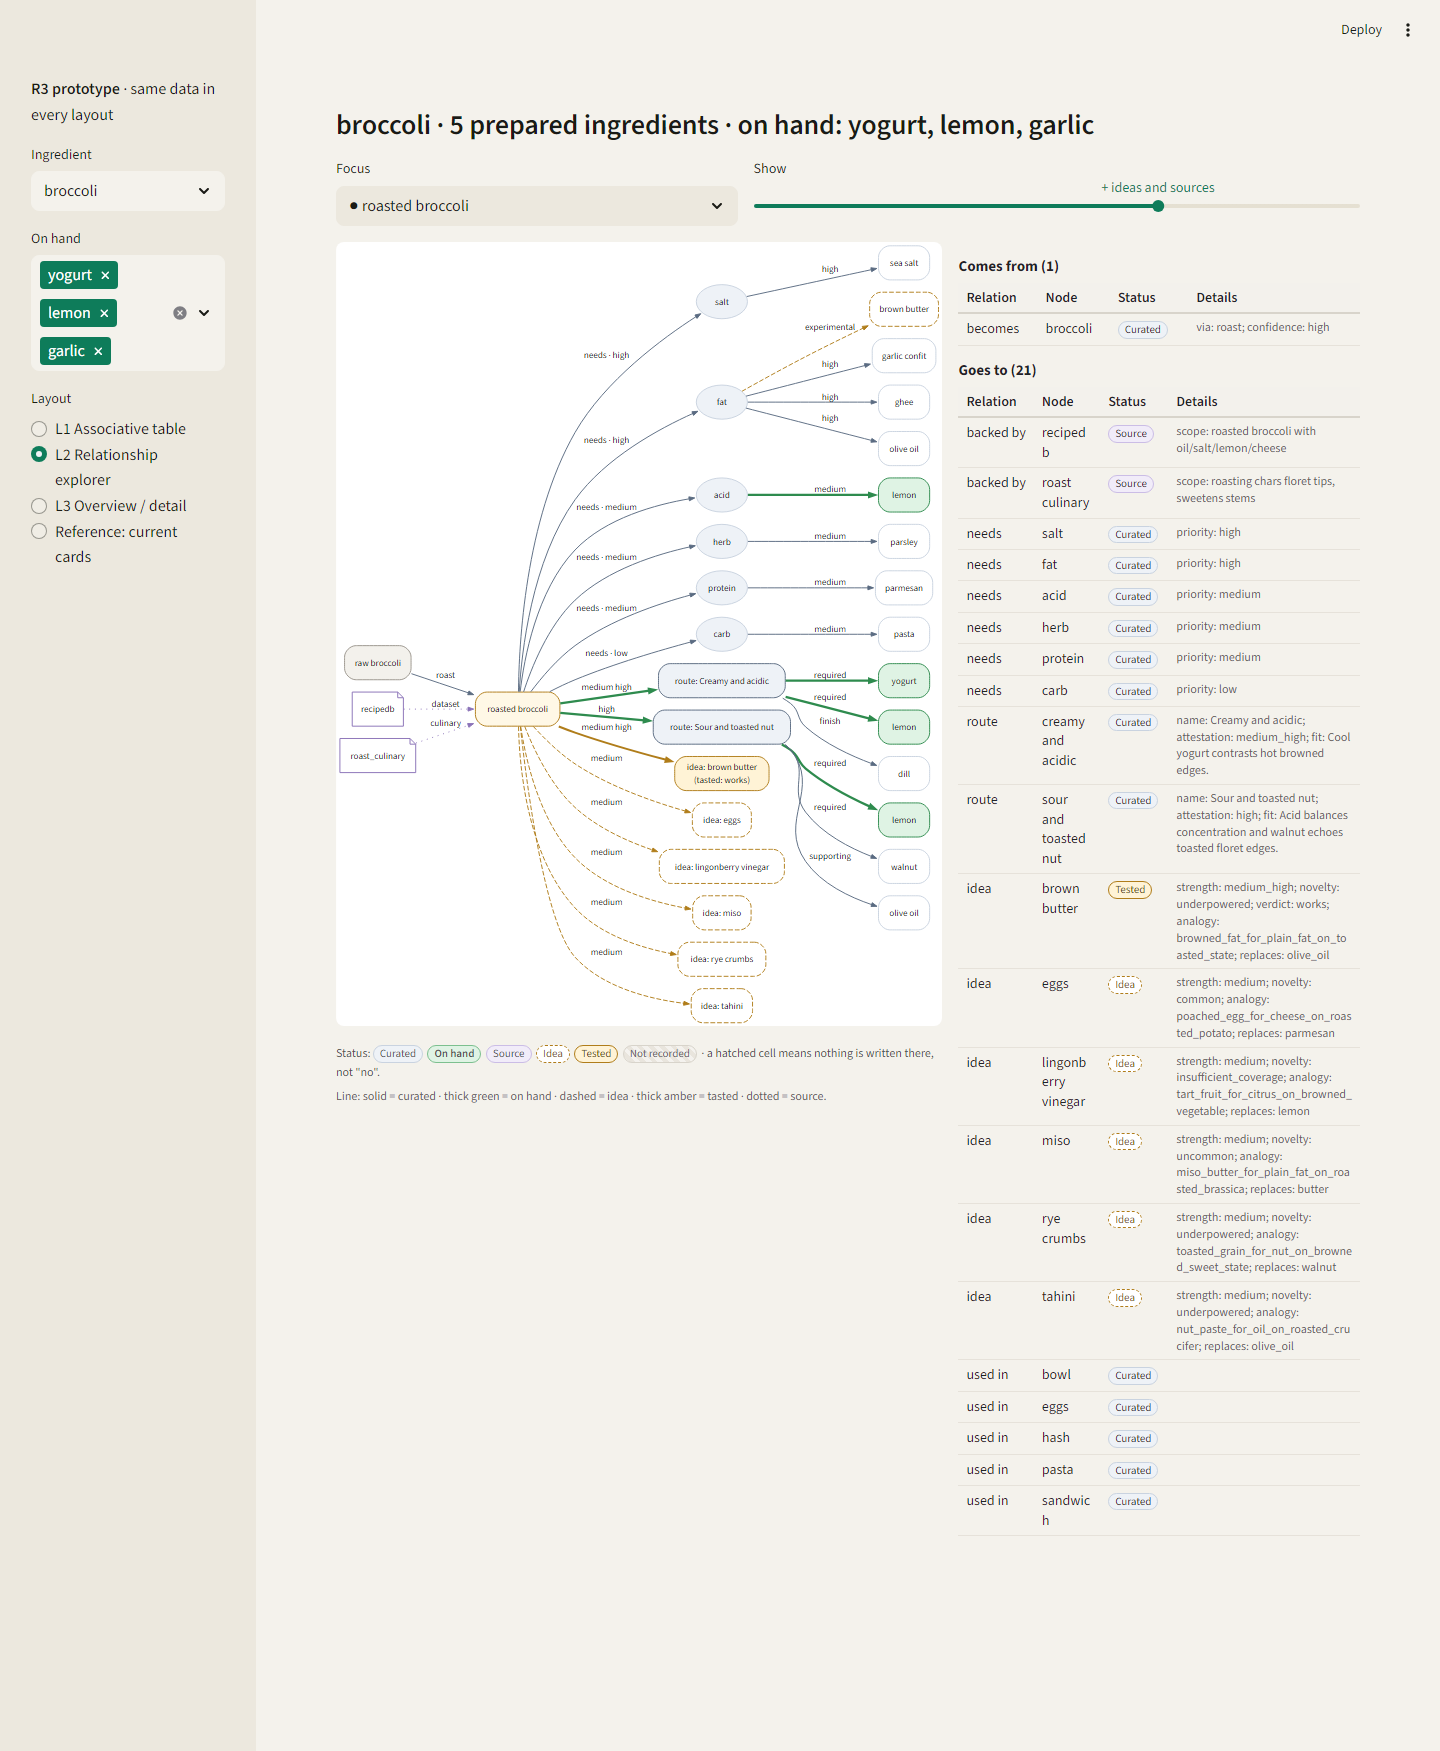 Deploy
R3 prototype · same data in
every layout
Ingredient
broccoli
On hand
yogurt ×
lemon ×
garlic ×
Layout
L1 Associative table
L2 Relationship
explorer
L3 Overview / detail
Reference: current
cards
broccoli · 5 prepared ingredients · on hand: yogurt, lemon, garlic
Focus
● roasted broccoli
Show
+ ideas and sources
raw broccoli
recipedb
roast_culinary
roast
dataset
culinary
roasted broccoli
needs · high
needs · high
needs · medium
needs · medium
needs · medium
needs · low
medium high
high
medium high
medium
medium
medium
medium
medium
salt
fat
acid
herb
protein
carb
route: Creamy and acidic
route: Sour and toasted nut
idea: brown butter
(tasted: works)
idea: eggs
idea: lingonberry vinegar
idea: miso
idea: rye crumbs
idea: tahini
high
experimental
high
high
high
medium
medium
medium
medium
required
required
finish
required
required
supporting
sea salt
brown butter
garlic confit
ghee
olive oil
lemon
parsley
parmesan
pasta
yogurt
lemon
dill
lemon
walnut
olive oil
Status: Curated On hand Source Idea Tested Not recorded · a hatched cell means nothing is written there,
not "no".
Line: solid = curated · thick green = on hand · dashed = idea · thick amber = tasted · dotted = source.
Comes from (1)
Relation Node Status Details
becomes broccoli Curated via: roast; confidence: high
Goes to (21)
Relation Node Status Details
backed by reciped Source scope: roasted broccoli with
b oil/salt/lemon/cheese
backed by roast Source scope: roasting chars floret tips,
culinary sweetens stems
needs salt Curated priority: high
needs fat Curated priority: high
needs acid Curated priority: medium
needs herb Curated priority: medium
needs protein Curated priority: medium
needs carb Curated priority: low
route creamy Curated name: Creamy and acidic;
and attestation: medium_high; fit: Cool
acidic yogurt contrasts hot browned
edges.
route sour Curated name: Sour and toasted nut;
and attestation: high; fit: Acid balances
toasted concentration and walnut echoes
nut toasted floret edges.
idea brown Tested strength: medium_high; novelty:
butter underpowered; verdict: works;
analogy:
browned_fat_for_plain_fat_on_to
asted_state; replaces: olive_oil
idea eggs Idea strength: medium; novelty:
common; analogy:
poached_egg_for_cheese_on_roas
ted_potato; replaces: parmesan
idea lingonb Idea strength: medium; novelty:
erry insufficient_coverage; analogy:
vinegar tart_fruit_for_citrus_on_browned_
vegetable; replaces: lemon
idea miso Idea strength: medium; novelty:
uncommon; analogy:
miso_butter_for_plain_fat_on_roa
sted_brassica; replaces: butter
idea rye Idea strength: medium; novelty:
crumbs underpowered; analogy:
toasted_grain_for_nut_on_browne
d_sweet_state; replaces: walnut
idea tahini Idea strength: medium; novelty:
underpowered; analogy:
nut_paste_for_oil_on_roasted_cru
cifer; replaces: olive_oil
used in bowl Curated
used in eggs Curated
used in hash Curated
used in pasta Curated
used in sandwic Curated
h